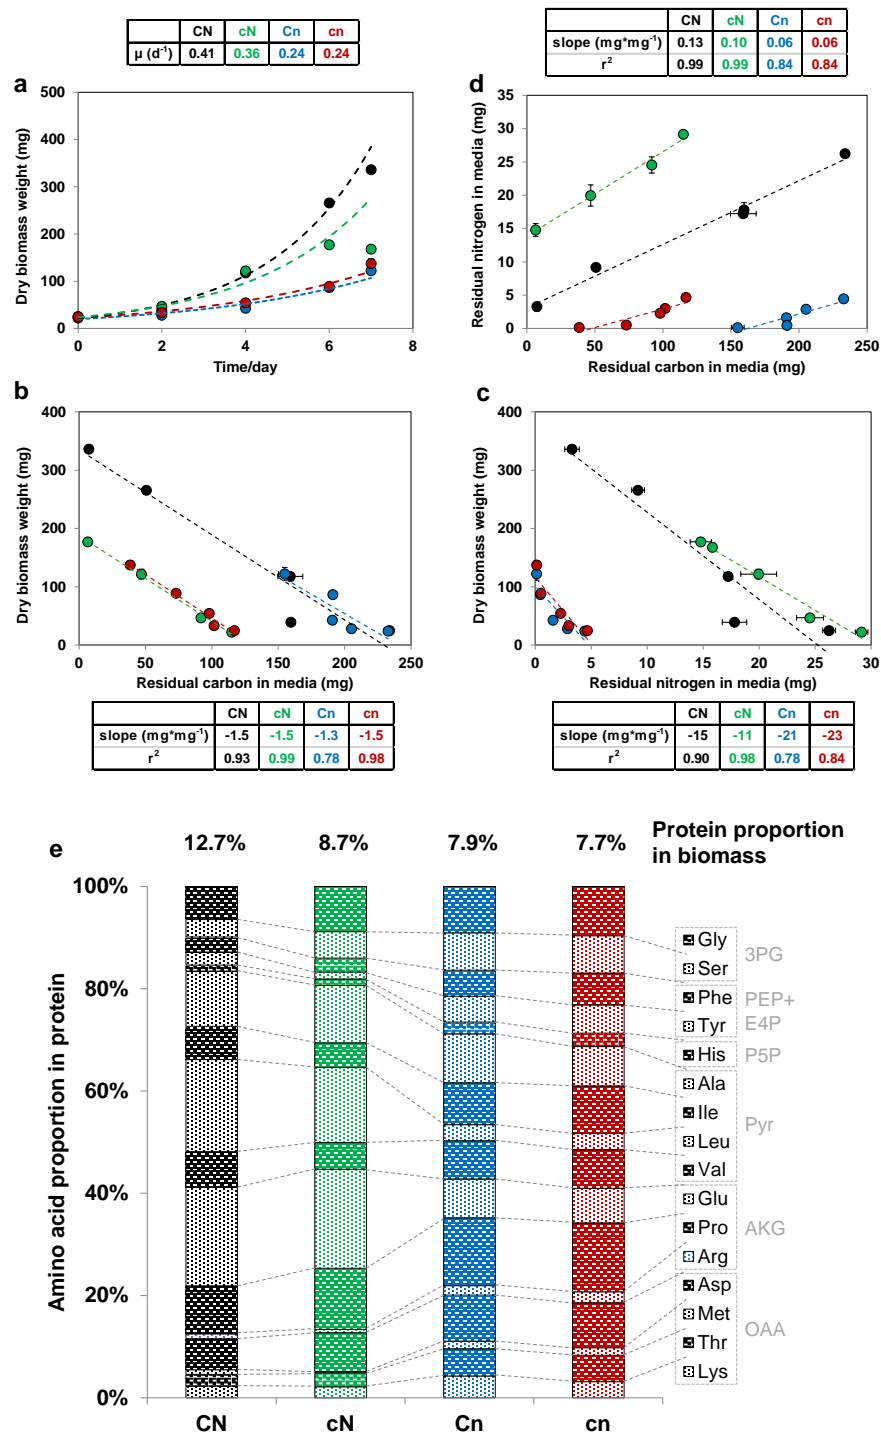 CN cN Cn cn
µ (d-1) 0.41 0.36 0.24 0.24
a
Dry biomass weight (mg)
500
400
300
200
100
0
0 2 4 6 8
Time/day
CN cN Cn cn
slope (mg*mg-1) 0.13 0.10 0.06 0.06
r2 0.99 0.99 0.84 0.84
d
Residual nitrogen in media (mg)
35
30
25
20
15
10
5
0
0 50 100 150 200 250
Residual carbon in media (mg)
b
Dry biomass weight (mg)
400
300
200
100
0
0 50 100 150 200 250
Residual carbon in media (mg)
CN cN Cn cn
slope (mg*mg-1) -1.5 -1.5 -1.3 -1.5
r2 0.93 0.99 0.78 0.98
c
Dry biomass weight (mg)
400
300
200
100
0
0 5 10 15 20 25 30
Residual nitrogen in media (mg)
CN cN Cn cn
slope (mg*mg-1) -15 -11 -21 -23
r2 0.90 0.98 0.78 0.84
e
12.7% 8.7% 7.9% 7.7% Protein proportion
in biomass
Amino acid proportion in protein
100%
80%
60%
40%
20%
0%
CN cN Cn cn
Gly
Ser
3PG
Phe
Tyr
PEP+
E4P
His
P5P
Ala
Ile
Leu
Val
Pyr
Glu
Pro
Arg
AKG
Asp
Met
Thr
Lys
OAA